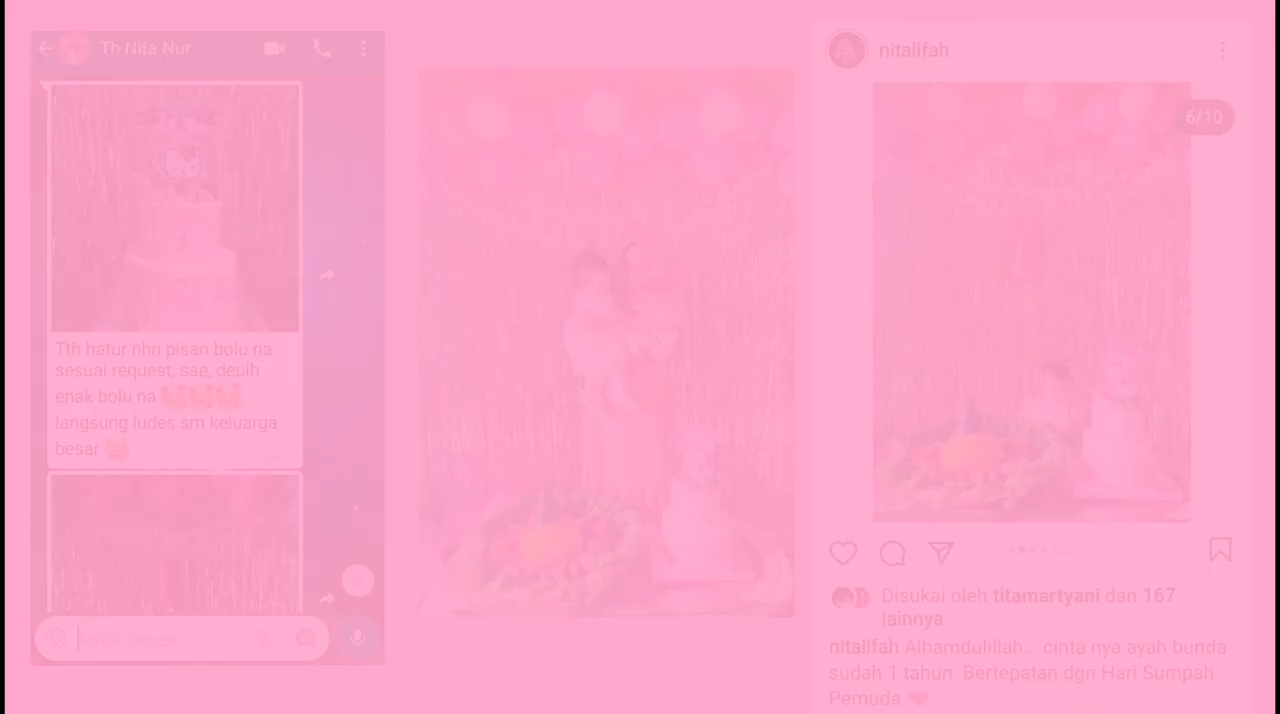 Th Nita Nur
Tth hatur nhn pisan bolu na
sesuai request, sae, deuih
enak bolu na
langsung ludes sm keluarga
besar
nitalifah
6/10
Disukai oleh titamartyani dan 167
lainnya
nitalifah Alhamdulillah... cinta nya ayah bunda
sudah 1 tahun. Bertepatan dgn Hari Sumpah
Pemuda